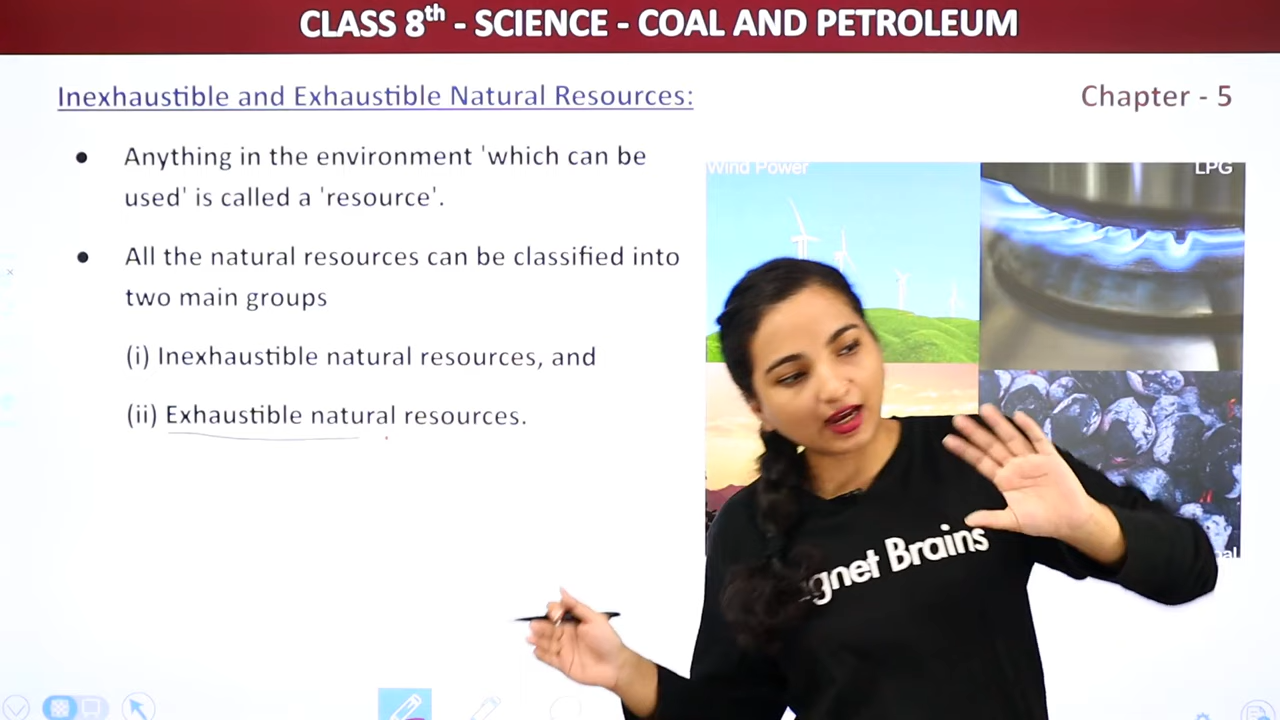 CLASS 8th - SCIENCE - COAL AND PETROLEUM
Inexhaustible and Exhaustible Natural Resources:
Chapter - 5
● Anything in the environment 'which can be
used' is called a 'resource'.
● All the natural resources can be classified into
two main groups
(i) Inexhaustible natural resources, and
(ii) Exhaustible natural resources.
Wind Power
LPG
gnet Brains
al